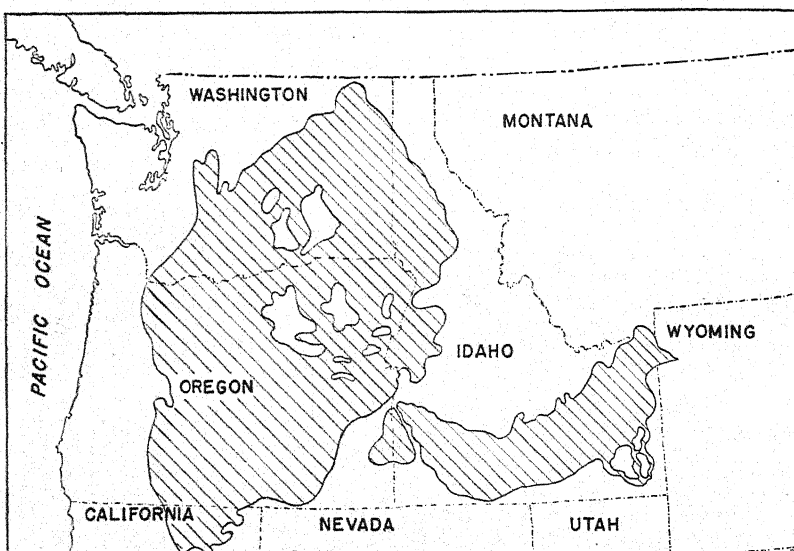 WASHINGTON
MONTANA
PACIFIC OCEAN
WYOMING
IDAHO
OREGON
CALIFORNIA
NEVADA
UTAH